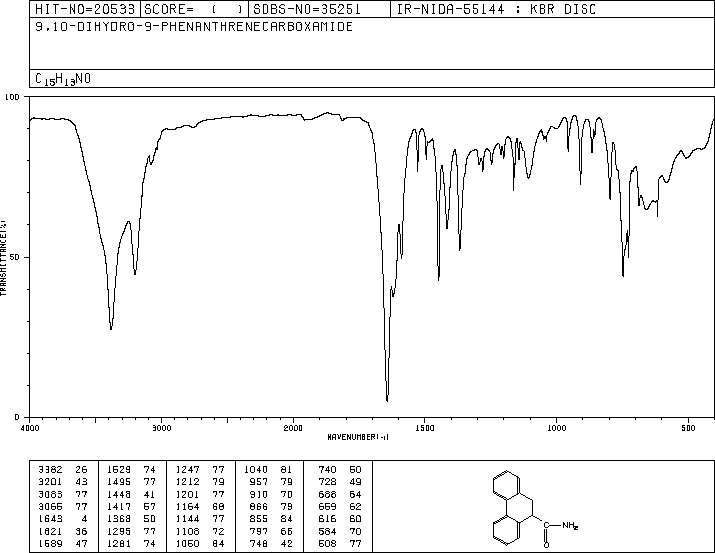 HIT-NO=20533 SCORE= ( ) SDBS-NO=35251 IR-NIDA-55144 : KBR DISC
9,10-DIHYDRO-9-PHENANTHRENECARBOXAMIDE
C15H13NO
100
50
0
TRANSMITTANCE(%)
4000 3000 2000 1500 1000 500
WAVENUMBER(-1)
3382 26 1529 74 1247 77 1040 81 740 50
3201 43 1495 77 1212 79 957 79 728 49
3083 77 1448 41 1201 77 910 70 688 64
3065 77 1417 57 1164 68 866 79 659 62
1643 4 1368 50 1144 77 855 84 616 60
1621 36 1295 77 1108 72 797 66 584 70
1589 47 1281 74 1050 84 748 42 508 77
C NH2
O